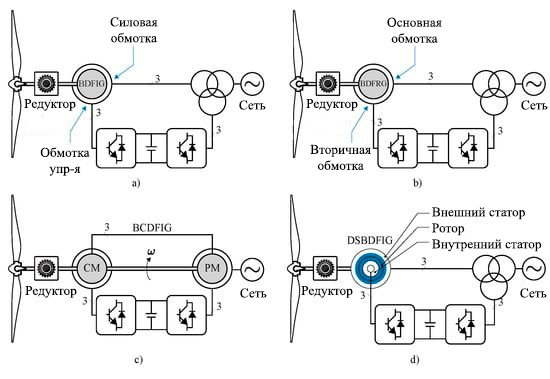 Силовая
обмотка
BDFIG
3
Редуктор
3
3
Сеть
Обмотка
упр-я
a)
Основная
обмотка
BDFRG
3
Редуктор
3
3
Сеть
Вторичная
обмотка
b)
3
BCDFIG
ω
CM
PM
Редуктор
3
3
Сеть
c)
Внешний статор
Ротор
Внутренний статор
DSBDFIG
3
Редуктор
3
3
Сеть
d)